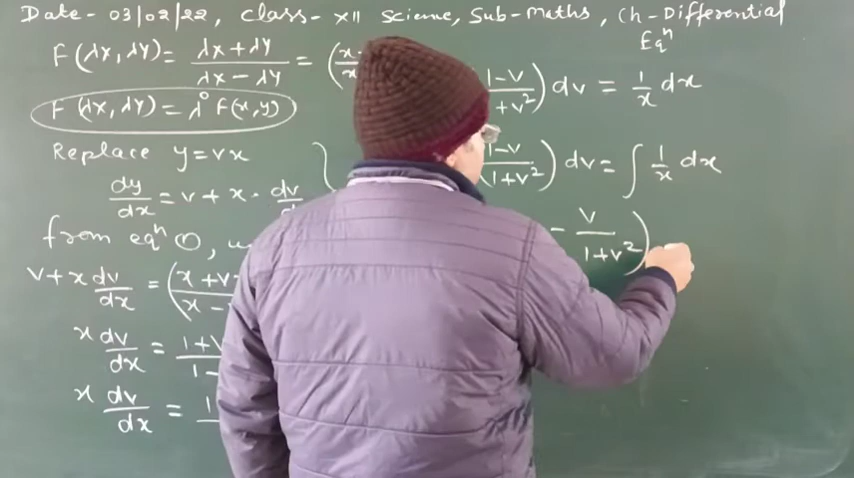 Date-03/02/22, Class-XII Science, Sub-Maths, Ch-Differential Eqⁿ
F(λx,λy) = λx+λy / λx-λy = (x
F(λx,λy) = λ⁰ F(x,y)
Replace y=vx
dy/dx = v + x · dv/
from eqⁿ ①,
v+x dv/dx = (x+v / x-
x dv/dx = 1+v / 1-
x dv/dx = 1
1-v / +v²) dv = 1/x dx
1-v / 1+v²) dv = ∫ 1/x dx
- v / 1+v²)